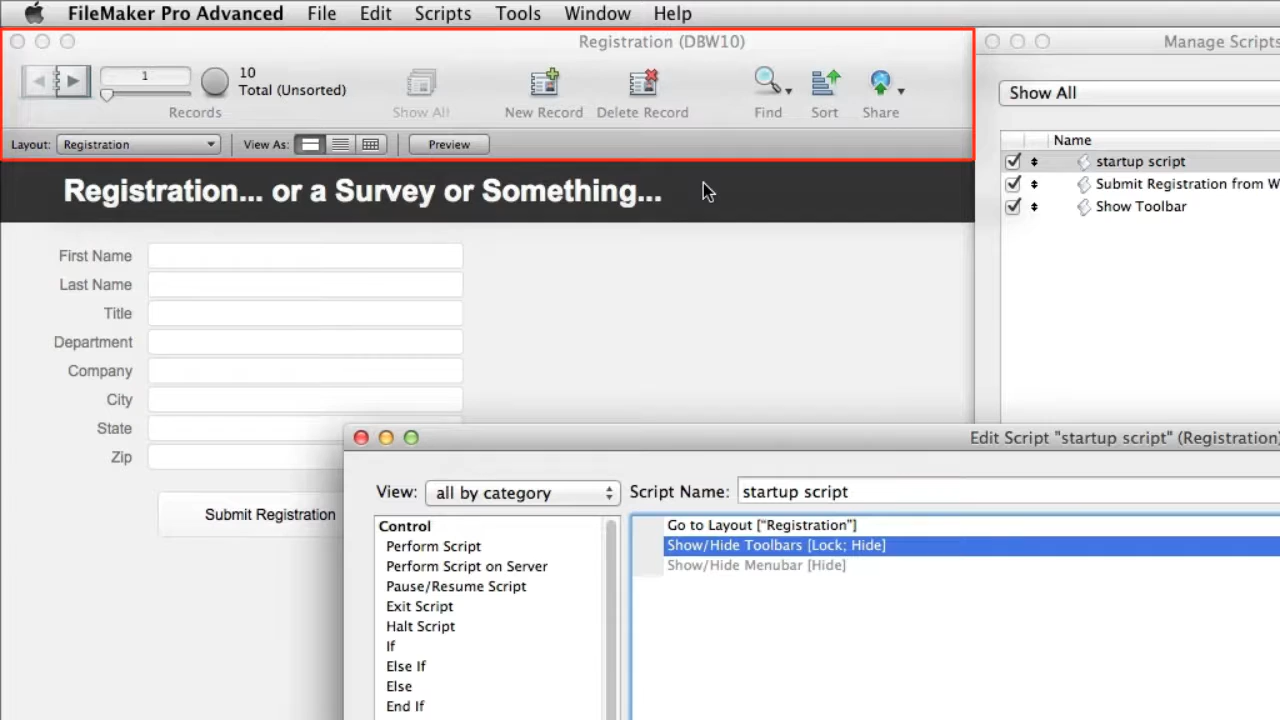 FileMaker Pro Advanced File Edit Scripts Tools Window Help
Registration (DBW10)
1
10
Total (Unsorted)
Records
Show All
New Record
Delete Record
Find
Sort
Share
Layout: Registration View As: Preview
Registration... or a Survey or Something...
First Name
Last Name
Title
Department
Company
City
State
Zip
Submit Registration
Manage Scripts
Show All
Name
startup script
Submit Registration from W
Show Toolbar
Edit Script "startup script" (Registration)
View: all by category Script Name: startup script
Control
Perform Script
Perform Script on Server
Pause/Resume Script
Exit Script
Halt Script
If
Else If
Else
End If
Go to Layout [“Registration”]
Show/Hide Toolbars [Lock; Hide]
Show/Hide Menubar [Hide]